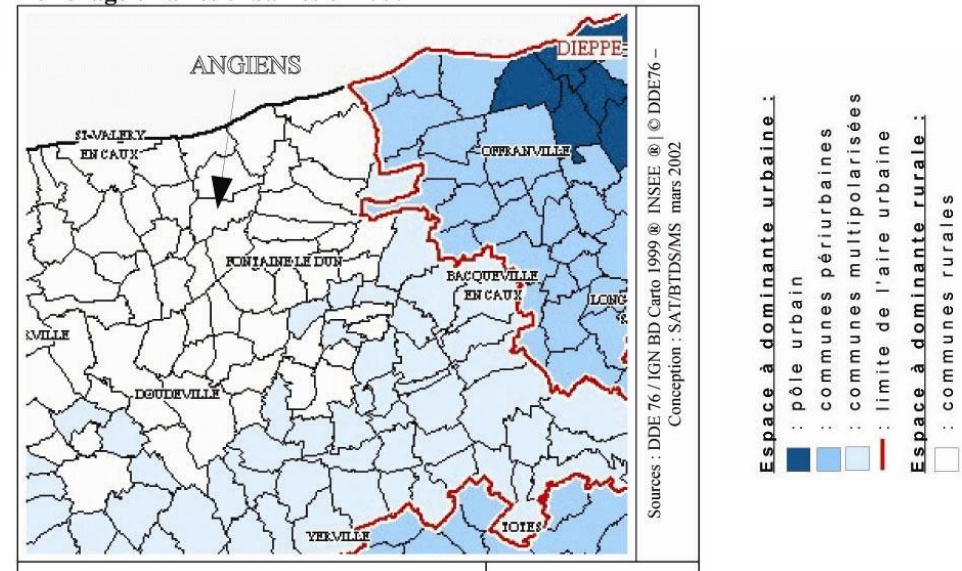 DIEPPE
ANGIENS
ST-VALERY
EN CAUX
OFFRANVILLE
FONTAINE LE DUN
BACQUEVILLE
EN CAUX
LONG
VILLE
DOUDEVILLE
YERVILLE
TOTES
Sources : DDE 76 / IGN BD Carto 1999 ® INSEE ® | © DDE76 –
Conception : SAT/BTDS/MS mars 2002
Espace à dominante urbaine :
: pôle urbain
: communes périurbaines
: communes multipolarisées
: limite de l'aire urbaine
Espace à dominante rurale :
: communes rurales